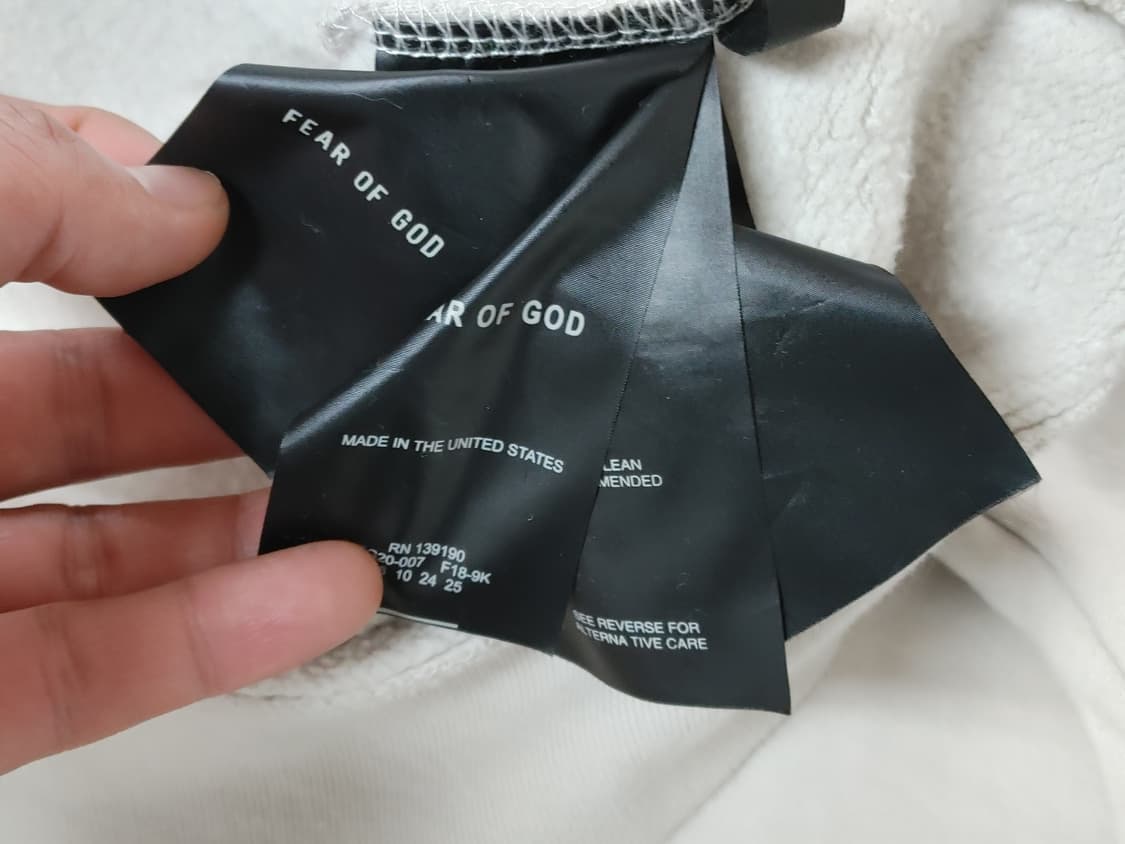 FEAR OF GOD
AR OF GOD
MADE IN THE UNITED STATES
RN 139190
20-007 F18-9K
10 24 25
LEAN
MENDED
SEE REVERSE FOR
ALTERNA TIVE CARE